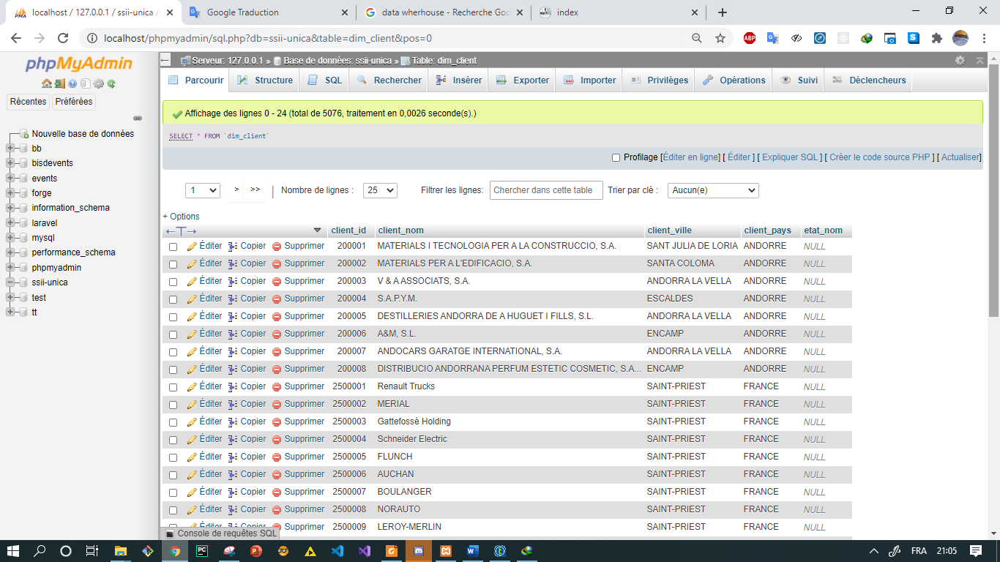 localhost / 127.0.0.1 / ssii-unica /
Google Traduction
data wherhouse - Recherche Goo
index
localhost/phpmyadmin/sql.php?db=ssii-unica&table=dim_client&pos=0
phpMyAdmin
Récentes Préférées
Nouvelle base de données
bb
bisdevents
events
forge
information_schema
laravel
mysql
performance_schema
phpmyadmin
ssii-unica
test
tt
Serveur: 127.0.0.1 » Base de données: ssii-unica » Table: dim_client
Parcourir Structure SQL Rechercher Insérer Exporter Importer Privilèges Opérations Suivi Déclencheurs
Affichage des lignes 0 - 24 (total de 5076, traitement en 0,0026 seconde(s).)
SELECT * FROM `dim_client`
Profilage [Éditer en ligne] [ Éditer ] [ Expliquer SQL ] [ Créer le code source PHP ] [ Actualiser]
1 > >> | Nombre de lignes : 25 Filtrer les lignes: Chercher dans cette table Trier par clé : Aucun(e)
+ Options
←T→ client_id client_nom client_ville client_pays etat_nom
Éditer Copier Supprimer 200001 MATERIALS I TECNOLOGIA PER A LA CONSTRUCCIO, S.A. SANT JULIA DE LORIA ANDORRE NULL
Éditer Copier Supprimer 200002 MATERIALS PER A L'EDIFICACIO, S.A. SANTA COLOMA ANDORRE NULL
Éditer Copier Supprimer 200003 V & A ASSOCIATS, S.A. ANDORRA LA VELLA ANDORRE NULL
Éditer Copier Supprimer 200004 S.A.P.Y.M. ESCALDES ANDORRE NULL
Éditer Copier Supprimer 200005 DESTILLERIES ANDORRA DE A HUGUET I FILLS, S.L. ANDORRA LA VELLA ANDORRE NULL
Éditer Copier Supprimer 200006 A&M, S.L. ENCAMP ANDORRE NULL
Éditer Copier Supprimer 200007 ANDOCARS GARATGE INTERNATIONAL, S.A. ANDORRA LA VELLA ANDORRE NULL
Éditer Copier Supprimer 200008 DISTRIBUCIO ANDORRANA PERFUM ESTETIC COSMETIC, S.A... ENCAMP ANDORRE NULL
Éditer Copier Supprimer 2500001 Renault Trucks SAINT-PRIEST FRANCE NULL
Éditer Copier Supprimer 2500002 MERIAL SAINT-PRIEST FRANCE NULL
Éditer Copier Supprimer 2500003 Gattefossé Holding SAINT-PRIEST FRANCE NULL
Éditer Copier Supprimer 2500004 Schneider Electric SAINT-PRIEST FRANCE NULL
Éditer Copier Supprimer 2500005 FLUNCH SAINT-PRIEST FRANCE NULL
Éditer Copier Supprimer 2500006 AUCHAN SAINT-PRIEST FRANCE NULL
Éditer Copier Supprimer 2500007 BOULANGER SAINT-PRIEST FRANCE NULL
Éditer Copier Supprimer 2500008 NORAUTO SAINT-PRIEST FRANCE NULL
Éditer Copier Supprimer 2500009 LEROY-MERLIN SAINT-PRIEST FRANCE NULL
Console de requêtes SQL
FRA 21:05